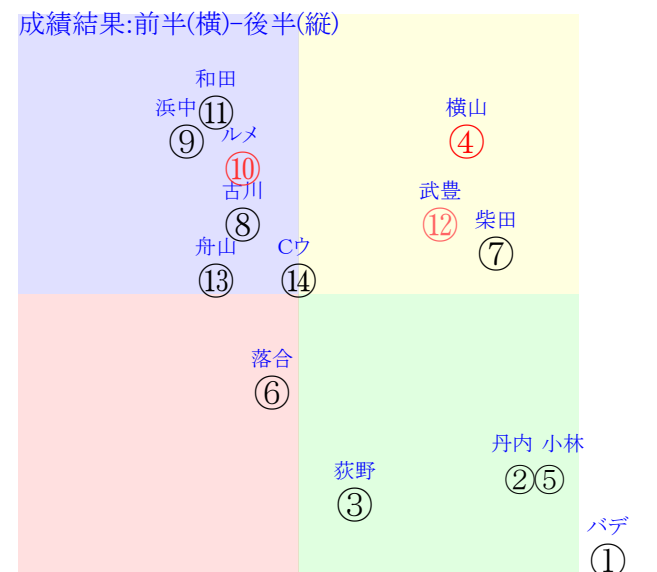 成績結果:前半(横)-後半(縦)
和田
⑪
浜中
⑨
横山
④
ルメ
⑩
古川
⑧
武豊
⑫
柴田
⑦
舟山
⑬
Cウ
⑭
落合
⑥
丹内 小林
②⑤
荻野
③
バデ
①